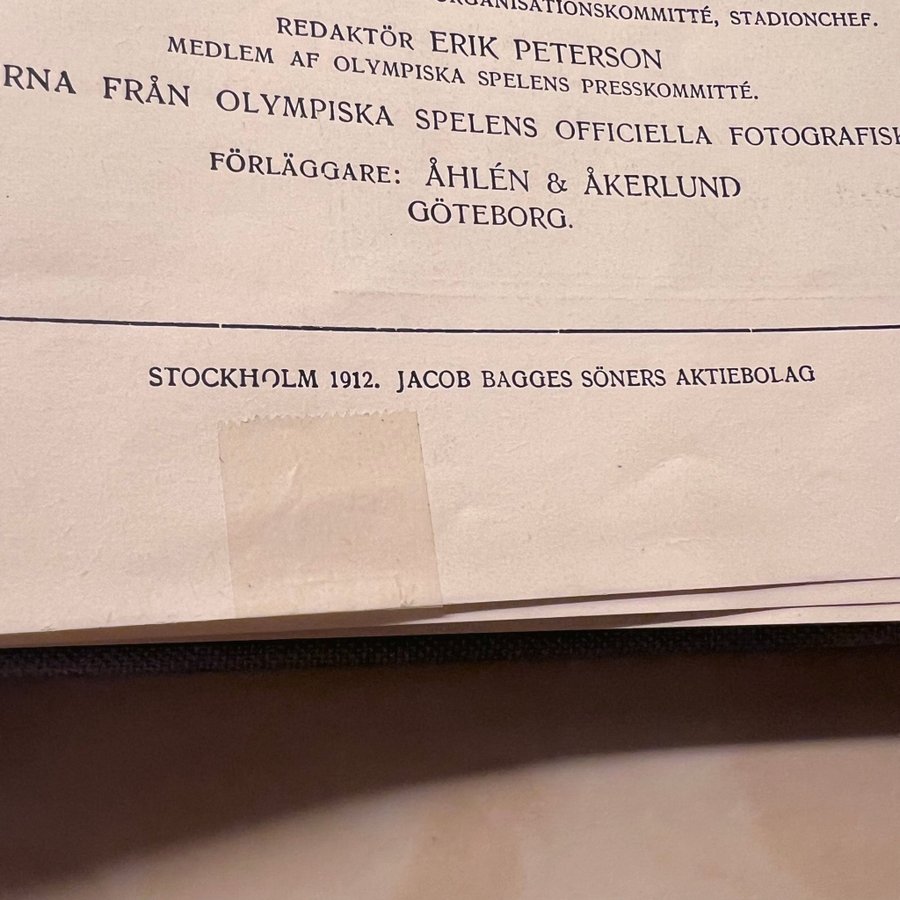 ORGANISATIONSKOMMITTÉ, STADIONCHEF.
REDAKTÖR ERIK PETERSON
MEDLEM AF OLYMPISKA SPELENS PRESSKOMMITTÉ.
RNA FRÅN OLYMPISKA SPELENS OFFICIELLA FOTOGRAFISK
FÖRLÄGGARE: ÅHLÉN & ÅKERLUND
GÖTEBORG.
STOCKHOLM 1912. JACOB BAGGES SÖNERS AKTIEBOLAG